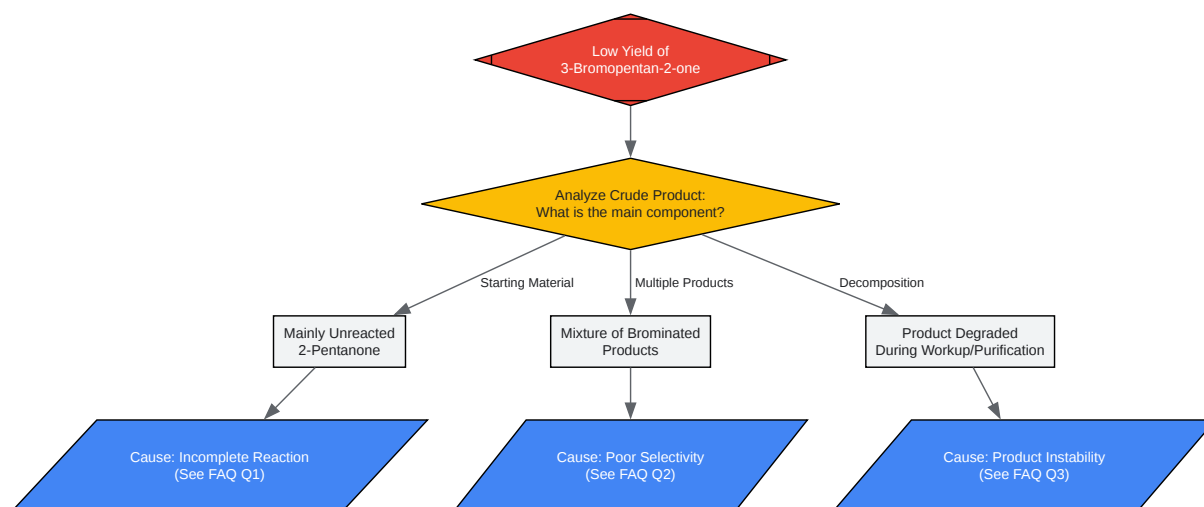 Low Yield of
3-Bromopentan-2-one
Analyze Crude Product:
What is the main component?
Starting Material
Multiple Products
Decomposition
Mainly Unreacted
2-Pentanone
Mixture of Brominated
Products
Product Degraded
During Workup/Purification
Cause: Incomplete Reaction
(See FAQ Q1)
Cause: Poor Selectivity
(See FAQ Q2)
Cause: Product Instability
(See FAQ Q3)